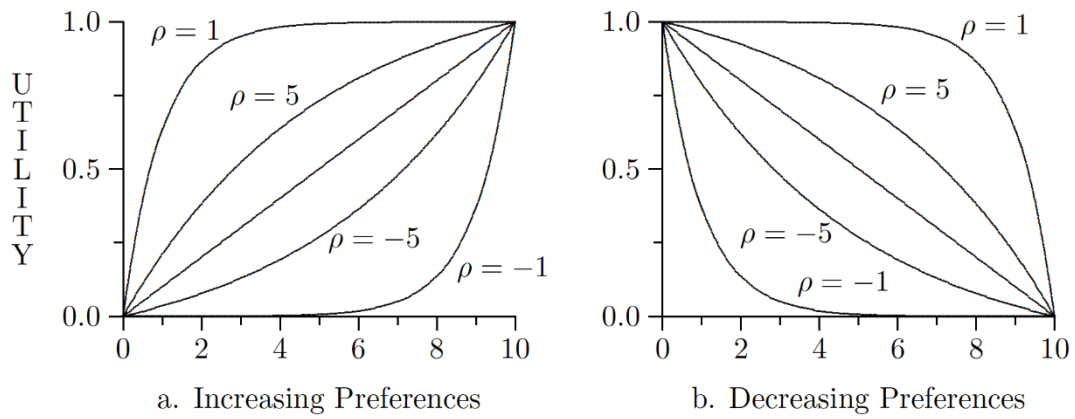 UTILITY
1.0
0.5
0.0
ρ = 1
ρ = 5
ρ = −5
ρ = −1
0 2 4 6 8 10
a. Increasing Preferences
1.0
0.5
0.0
ρ = 1
ρ = 5
ρ = −5
ρ = −1
0 2 4 6 8 10
b. Decreasing Preferences